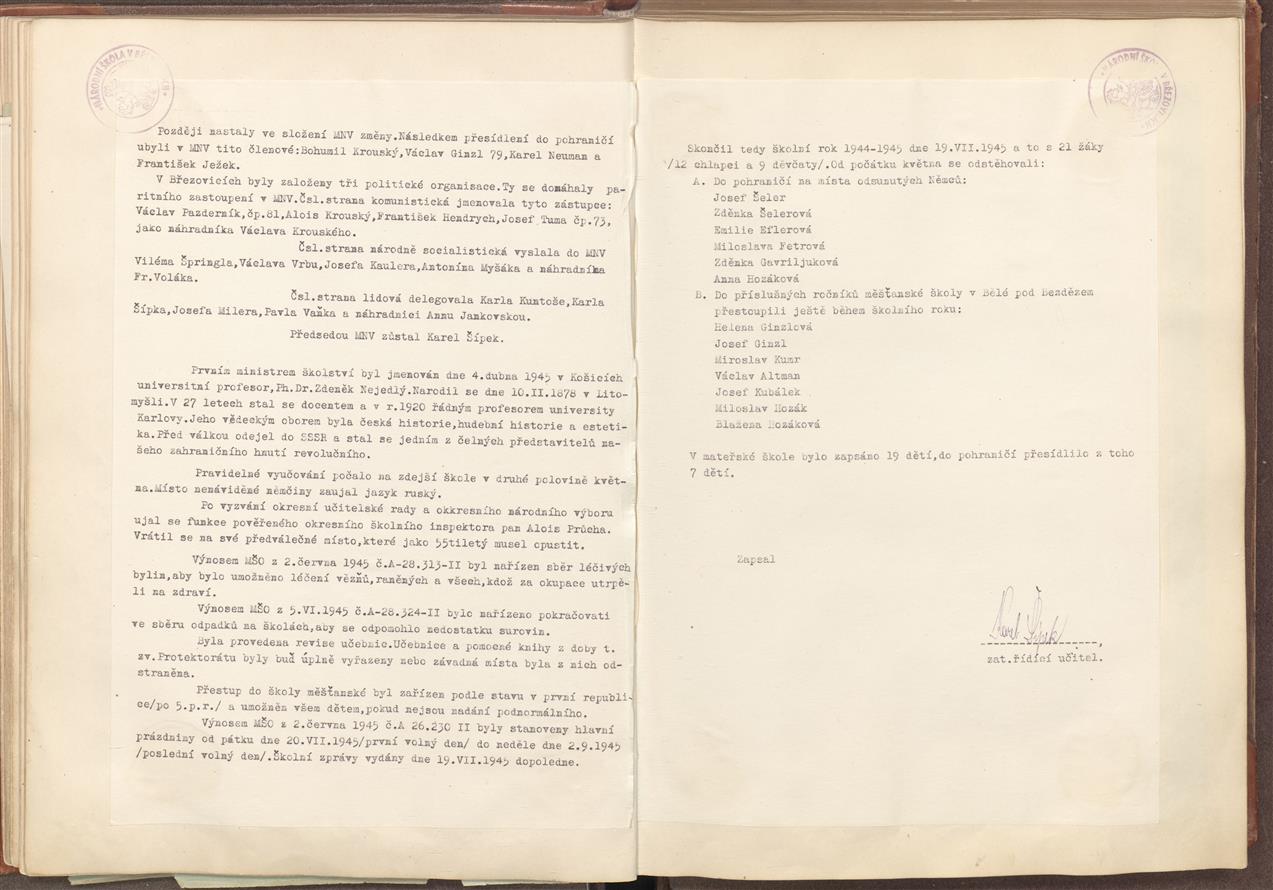 NÁRODNÍ ŠKOLA V BŘEZOVICÍCH
Později nastaly ve složení MNV změny.Následkem přesídlení do pohraničí
ubyli v MNV tito členové:Bohumil Krouský,Václav Ginzl 79,Karel Neuman a
František Ježek.
V Březovicích byly založeny tři politické organisace.Ty se domáhaly pa-
ritního zastoupení v MNV.Čsl.strana komunistická jmenovala tyto zástupce:
Václav Pazderník,čp.81,Alois Krouský,František Hendrych,Josef Tuma čp.73,
jako náhradníka Václava Krouského.
Čsl.strana národně socialistická vyslala do MNV
Viléma Špringla,Václava Vrbu,Josefa Kaulera,Antonína Myšáka a náhradníka
Fr.Voláka.
Čsl.strana lidová delegovala Karla Kuntoše,Karla
Šípka,Josefa Milera,Pavla Vaňka a náhradnici Annu Jankovskou.
Předsedou MNV zůstal Karel Šípek.
Prvním ministrem školství byl jmenován dne 4.dubna 1945 v Košicích
universitní profesor,Ph.Dr.Zdeněk Nejedlý.Narodil se dne 10.II.1878 v Lito-
myšli.V 27 letech stal se docentem a v r.1920 řádným profesorem university
Karlovy.Jeho vědeckým oborem byla česká historie,hudební historie a esteti-
ka.Před válkou odejel do SSSR a stal se jedním z čelných představitelů na-
šeho zahraničního hnutí revolučního.
Pravidelné vyučování počalo na zdejší škole v druhé polovině květ-
na.Místo nenáviděné němčiny zaujal jazyk ruský.
Po vyzvání okresní učitelské rady a okkresního národního výboru
ujal se funkce pověřeného okresního školního inspektora pan Alois Průcha.
Vrátil se na své předválečné místo,které jako 55tiletý musel opustit.
Výnosem MŠO z 2.června 1945 č.A-28.313-II byl nařízen sběr léčivých
bylin,aby bylo umožněno léčení vězňů,raněných a všech,kdož za okupace utrpě-
li na zdraví.
Výnosem MŠO z 5.VI.1945 č.A-28.324-II bylo nařízeno pokračovati
ve sběru odpadků na školách,aby se odpomohlo nedostatku surovin.
Byla provedena revise učebnic.Učebnice a pomocné knihy z doby t.
zv.Protektorátu byly buď úplně vyřazeny nebo závadná místa byla z nich od-
straněna.
Přestup do školy měšťanské byl zařízen podle stavu v první republi-
ce/po 5.p.r./ a umožněn všem dětem,pokud nejsou nadání podnormálního.
Výnosem MŠO z 2.června 1945 č.A 26.230 II byly stanoveny hlavní
prázdniny od pátku dne 20.VII.1945/první volný den/ do neděle dne 2.9.1945
/poslední volný den/.Školní zprávy vydány dne 19.VII.1945 dopoledne.
NÁRODNÍ ŠKOLA V BŘEZOVICÍCH
Skončil tedy školní rok 1944-1945 dne 19.VII.1945 a to s 21 žáky
/12 chlapci a 9 děvčaty/.Od počátku května se odstěhovali:
A. Do pohraničí na místa odsunutých Němců:
Josef Šeler
Zděnka Šelerová
Emilie Eflerová
Miloslava Fetrová
Zděnka Gavriljuková
Anna Hozáková
B. Do příslušných ročníků měšťanské školy v Bělé pod Bezdězem
přestoupili ještě během školního roku:
Helena Ginzlová
Josef Ginzl
Miroslav Kumr
Václav Altman
Josef Kubálek
Miloslav Hozák
Blažena Hozáková
V mateřské škole bylo zapsáno 19 dětí,do pohraničí přesídlilo z toho
7 dětí.
Zapsal
Karel Šípek
zat.řídící učitel.